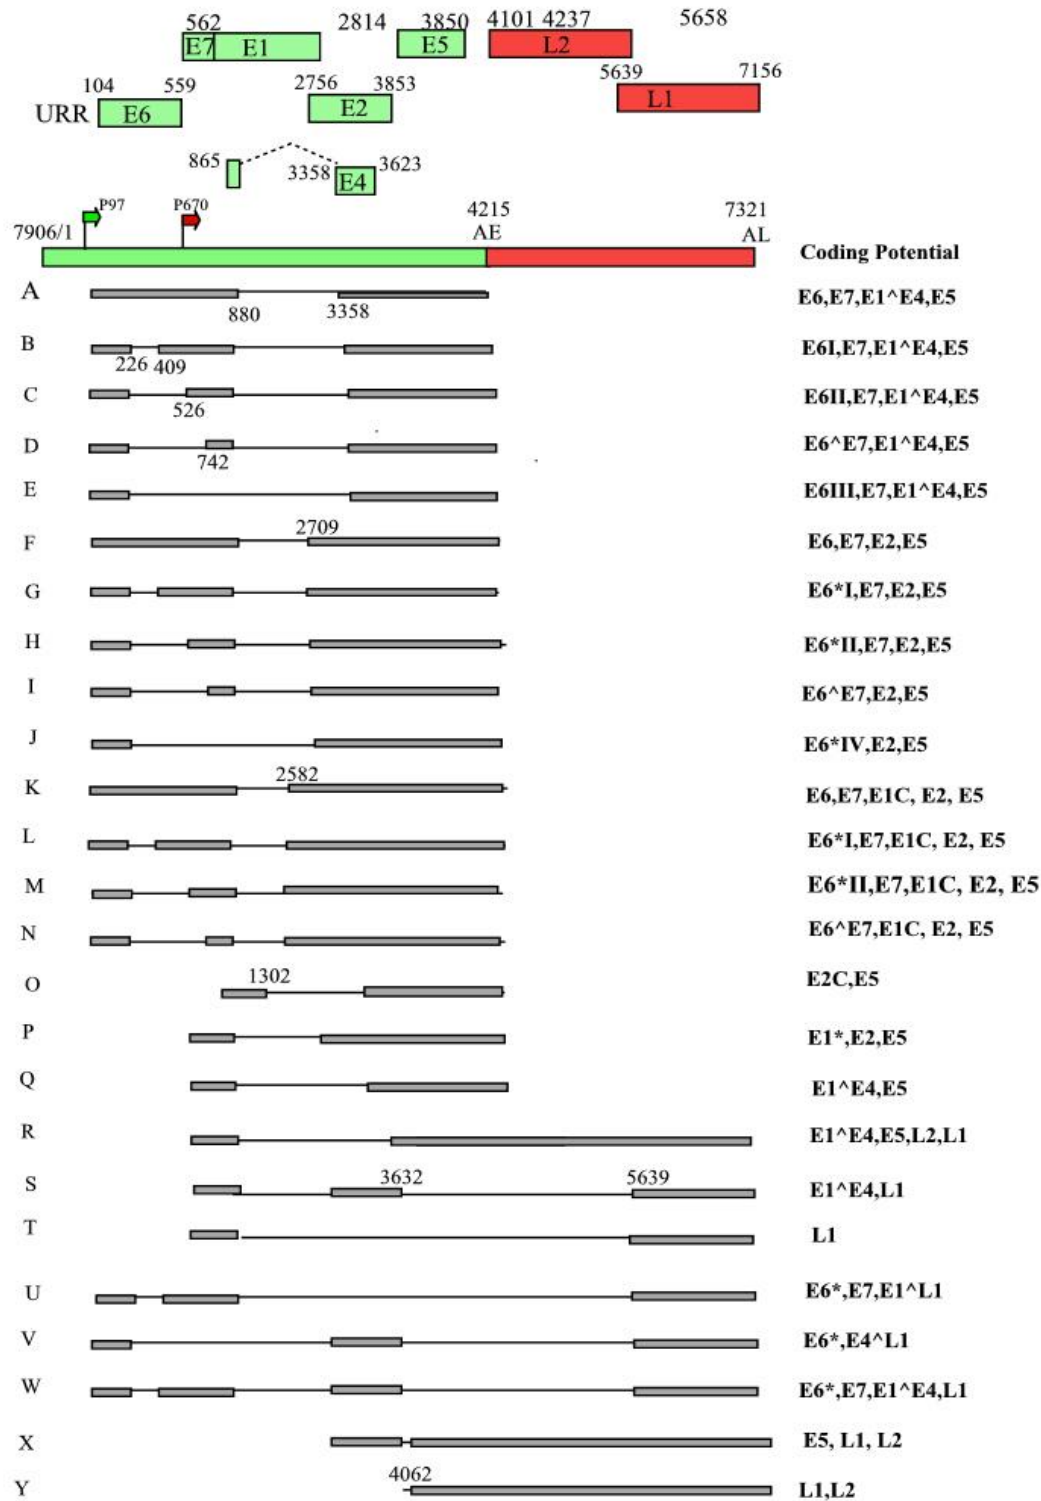 562 2814 3850 4101 4237 5658
E7 E1 E5 L2
104 559 2756 3853 5639 7156
URR E6 E2 L1
865 3358 E4 3623
P97 P670
7906/1 4215 7321
AE AL
Coding Potential
A E6,E7,E1^E4,E5
880 3358
B E6I,E7,E1^E4,E5
226 409
C E6II,E7,E1^E4,E5
526
D E6^E7,E1^E4,E5
742
E E6III,E7,E1^E4,E5
2709
F E6,E7,E2,E5
G E6*I,E7,E2,E5
H E6*II,E7,E2,E5
I E6^E7,E2,E5
J E6*IV,E2,E5
2582
K E6,E7,E1C, E2, E5
L E6*I,E7,E1C, E2, E5
M E6*II,E7,E1C, E2, E5
N E6^E7,E1C, E2, E5
1302
O E2C,E5
P E1*,E2,E5
Q E1^E4,E5
R E1^E4,E5,L2,L1
3632 5639
S E1^E4,L1
T L1
U E6*,E7,E1^L1
V E6*,E4^L1
W E6*,E7,E1^E4,L1
X E5, L1, L2
4062
Y L1,L2